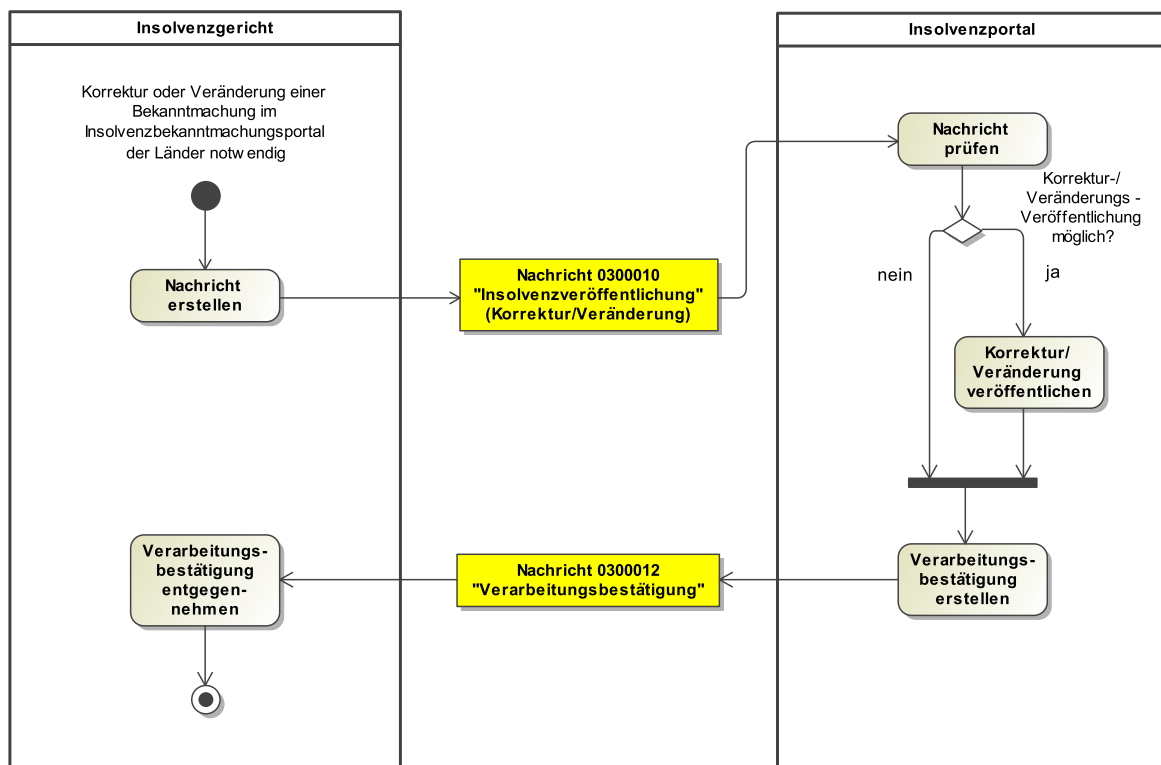 Insolvenzgericht
Insolvenzportal
Korrektur oder Veränderung einer
Bekanntmachung im
Insolvenzbekanntmachungsportal
der Länder notwendig
Nachricht
erstellen
Nachricht 0300010
"Insolvenzveröffentlichung"
(Korrektur/Veränderung)
Nachricht
prüfen
Korrektur-/
Veränderungs -
Veröffentlichung
möglich?
nein
ja
Korrektur/
Veränderung
veröffentlichen
Verarbeitungs-
bestätigung
erstellen
Nachricht 0300012
"Verarbeitungsbestätigung"
Verarbeitungs-
bestätigung
entgegen-
nehmen